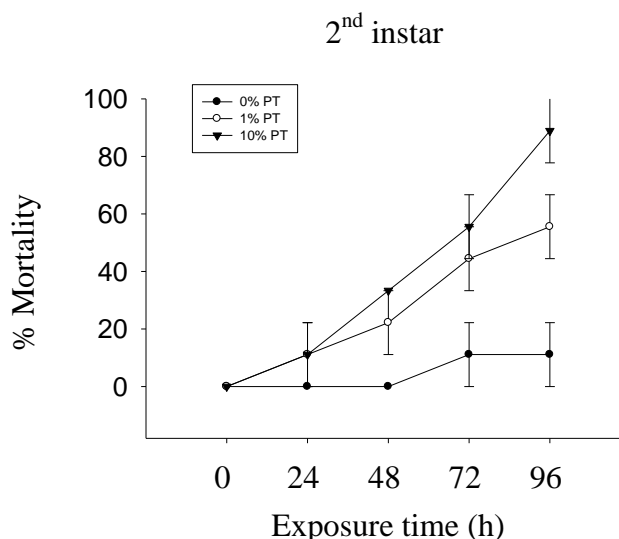 2nd instar
0% PT
1% PT
10% PT
100
80
60
40
20
0
% Mortality
0 24 48 72 96
Exposure time (h)